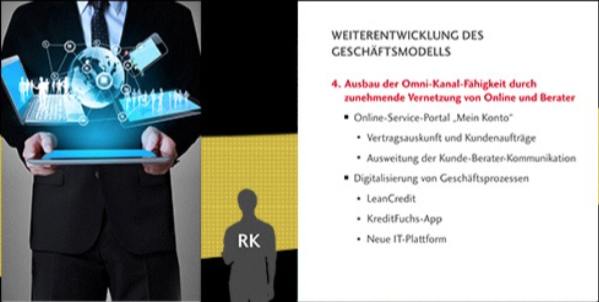 WEITERENTWICKLUNG DES
GESCHÄFTSMODELLS
4. Ausbau der Omni-Kanal-Fähigkeit durch
zunehmende Vernetzung von Online und Berater
▪ Online-Service-Portal „Mein Konto“
• Vertragsauskunft und Kundenaufträge
• Ausweitung der Kunde-Berater-Kommunikation
▪ Digitalisierung von Geschäftsprozessen
• LeanCredit
• KreditFuchs-App
• Neue IT-Plattform
RK